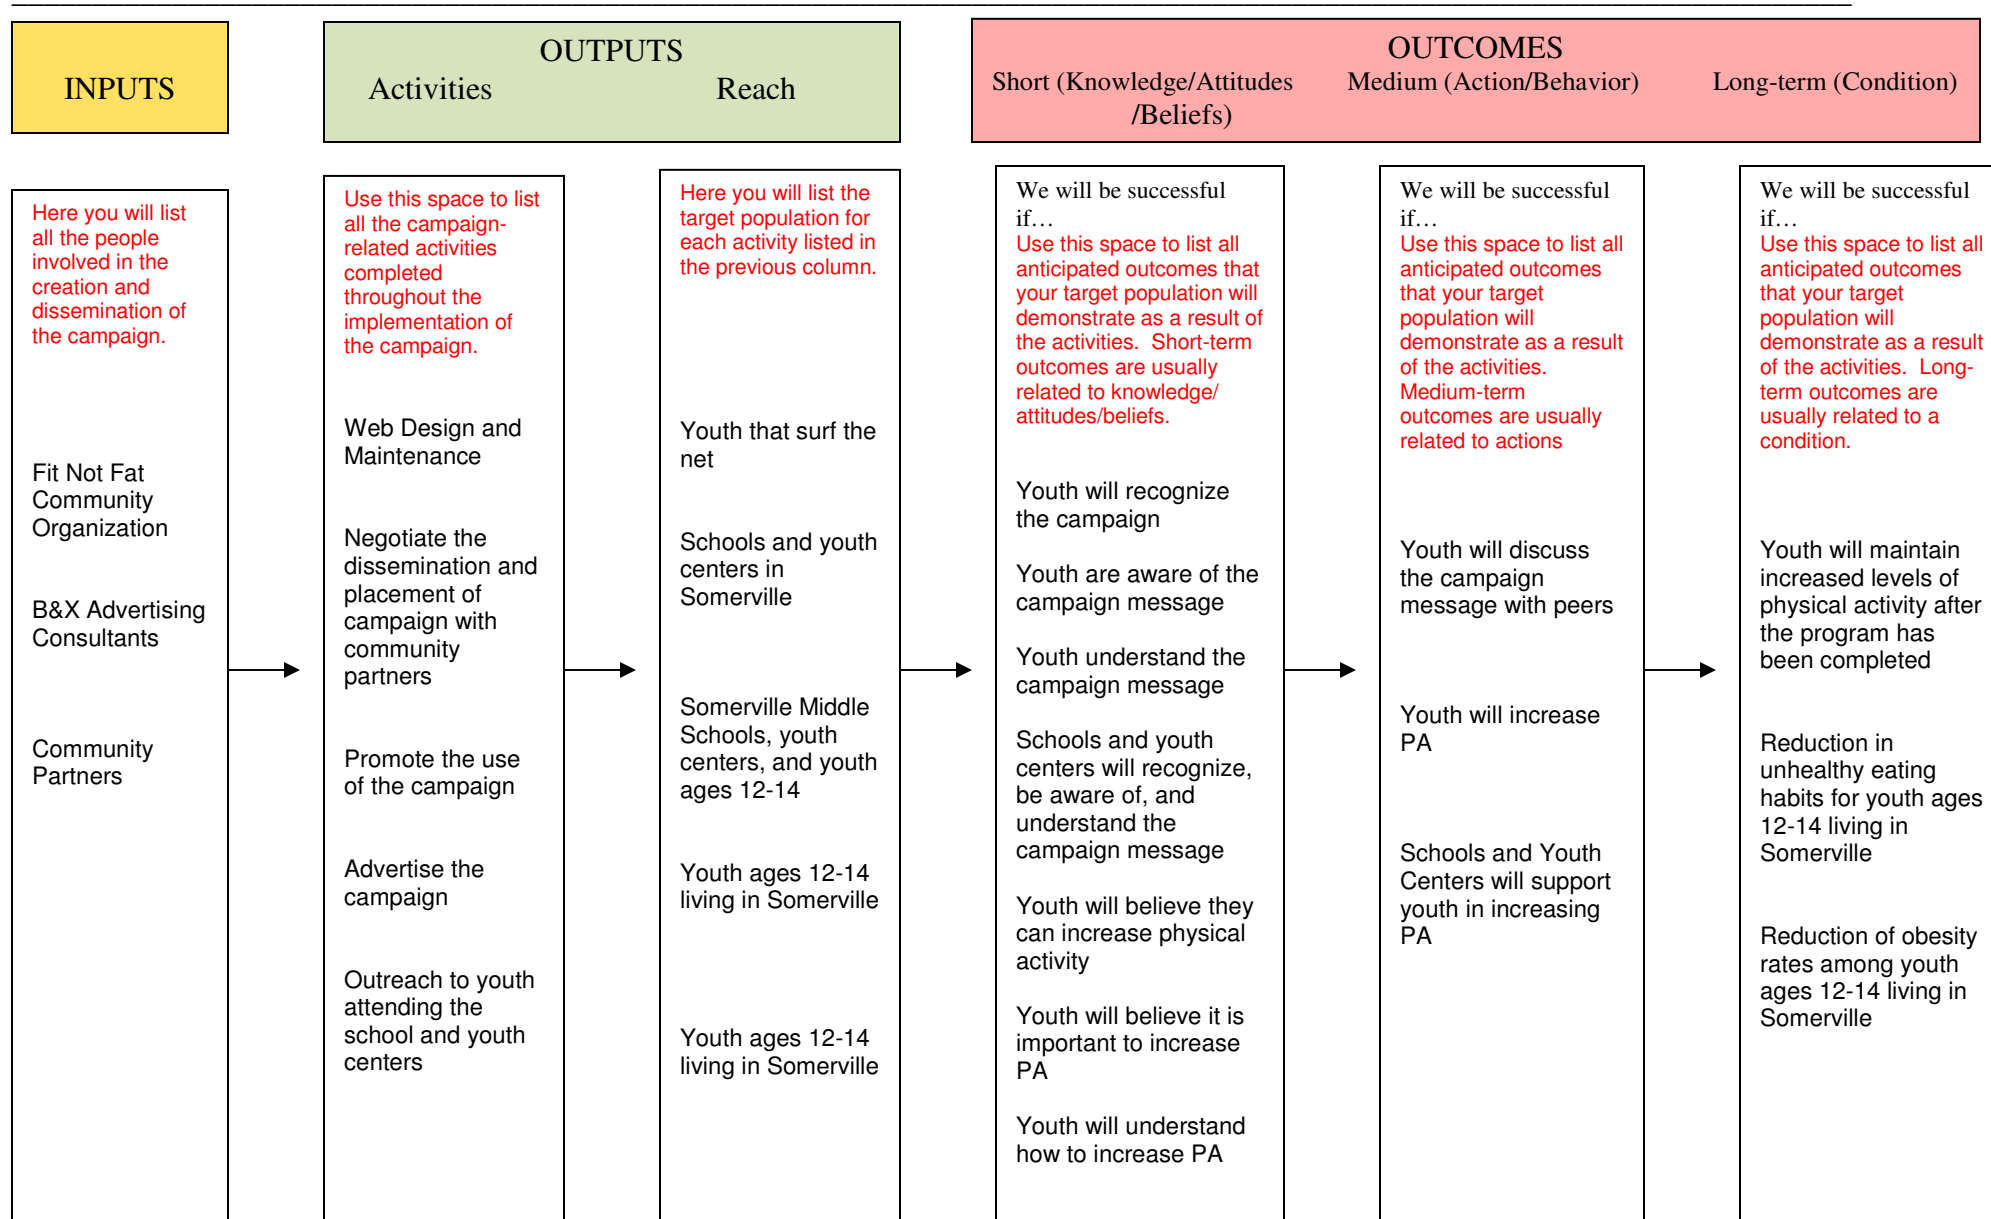 INPUTS
OUTPUTS
Activities Reach
OUTCOMES
Short (Knowledge/Attitudes Medium (Action/Behavior) Long-term (Condition)
/Beliefs)
Here you will list
all the people
involved in the
creation and
dissemination of
the campaign.
Fit Not Fat
Community
Organization
B&X Advertising
Consultants
Community
Partners
Use this space to list
all the campaign-
related activities
completed
throughout the
implementation of
the campaign.
Web Design and
Maintenance
Negotiate the
dissemination and
placement of
campaign with
community
partners
Promote the use
of the campaign
Advertise the
campaign
Outreach to youth
attending the
school and youth
centers
Here you will list the
target population for
each activity listed in
the previous column.
Youth that surf the
net
Schools and youth
centers in
Somerville
Somerville Middle
Schools, youth
centers, and youth
ages 12-14
Youth ages 12-14
living in Somerville
Youth ages 12-14
living in Somerville
We will be successful
if…
Use this space to list all
anticipated outcomes that
your target population will
demonstrate as a result of
the activities. Short-term
outcomes are usually
related to knowledge/
attitudes/beliefs.
Youth will recognize
the campaign
Youth are aware of the
campaign message
Youth understand the
campaign message
Schools and youth
centers will recognize,
be aware of, and
understand the
campaign message
Youth will believe they
can increase physical
activity
Youth will believe it is
important to increase
PA
Youth will understand
how to increase PA
We will be successful
if…
Use this space to list all
anticipated outcomes
that your target
population will
demonstrate as a result
of the activities.
Medium-term
outcomes are usually
related to actions
Youth will discuss
the campaign
message with peers
Youth will increase
PA
Schools and Youth
Centers will support
youth in increasing
PA
We will be successful
if…
Use this space to list all
anticipated outcomes
that your target
population will
demonstrate as a result
of the activities. Long-
term outcomes are
usually related to a
condition.
Youth will maintain
increased levels of
physical activity after
the program has
been completed
Reduction in
unhealthy eating
habits for youth ages
12-14 living in
Somerville
Reduction of obesity
rates among youth
ages 12-14 living in
Somerville